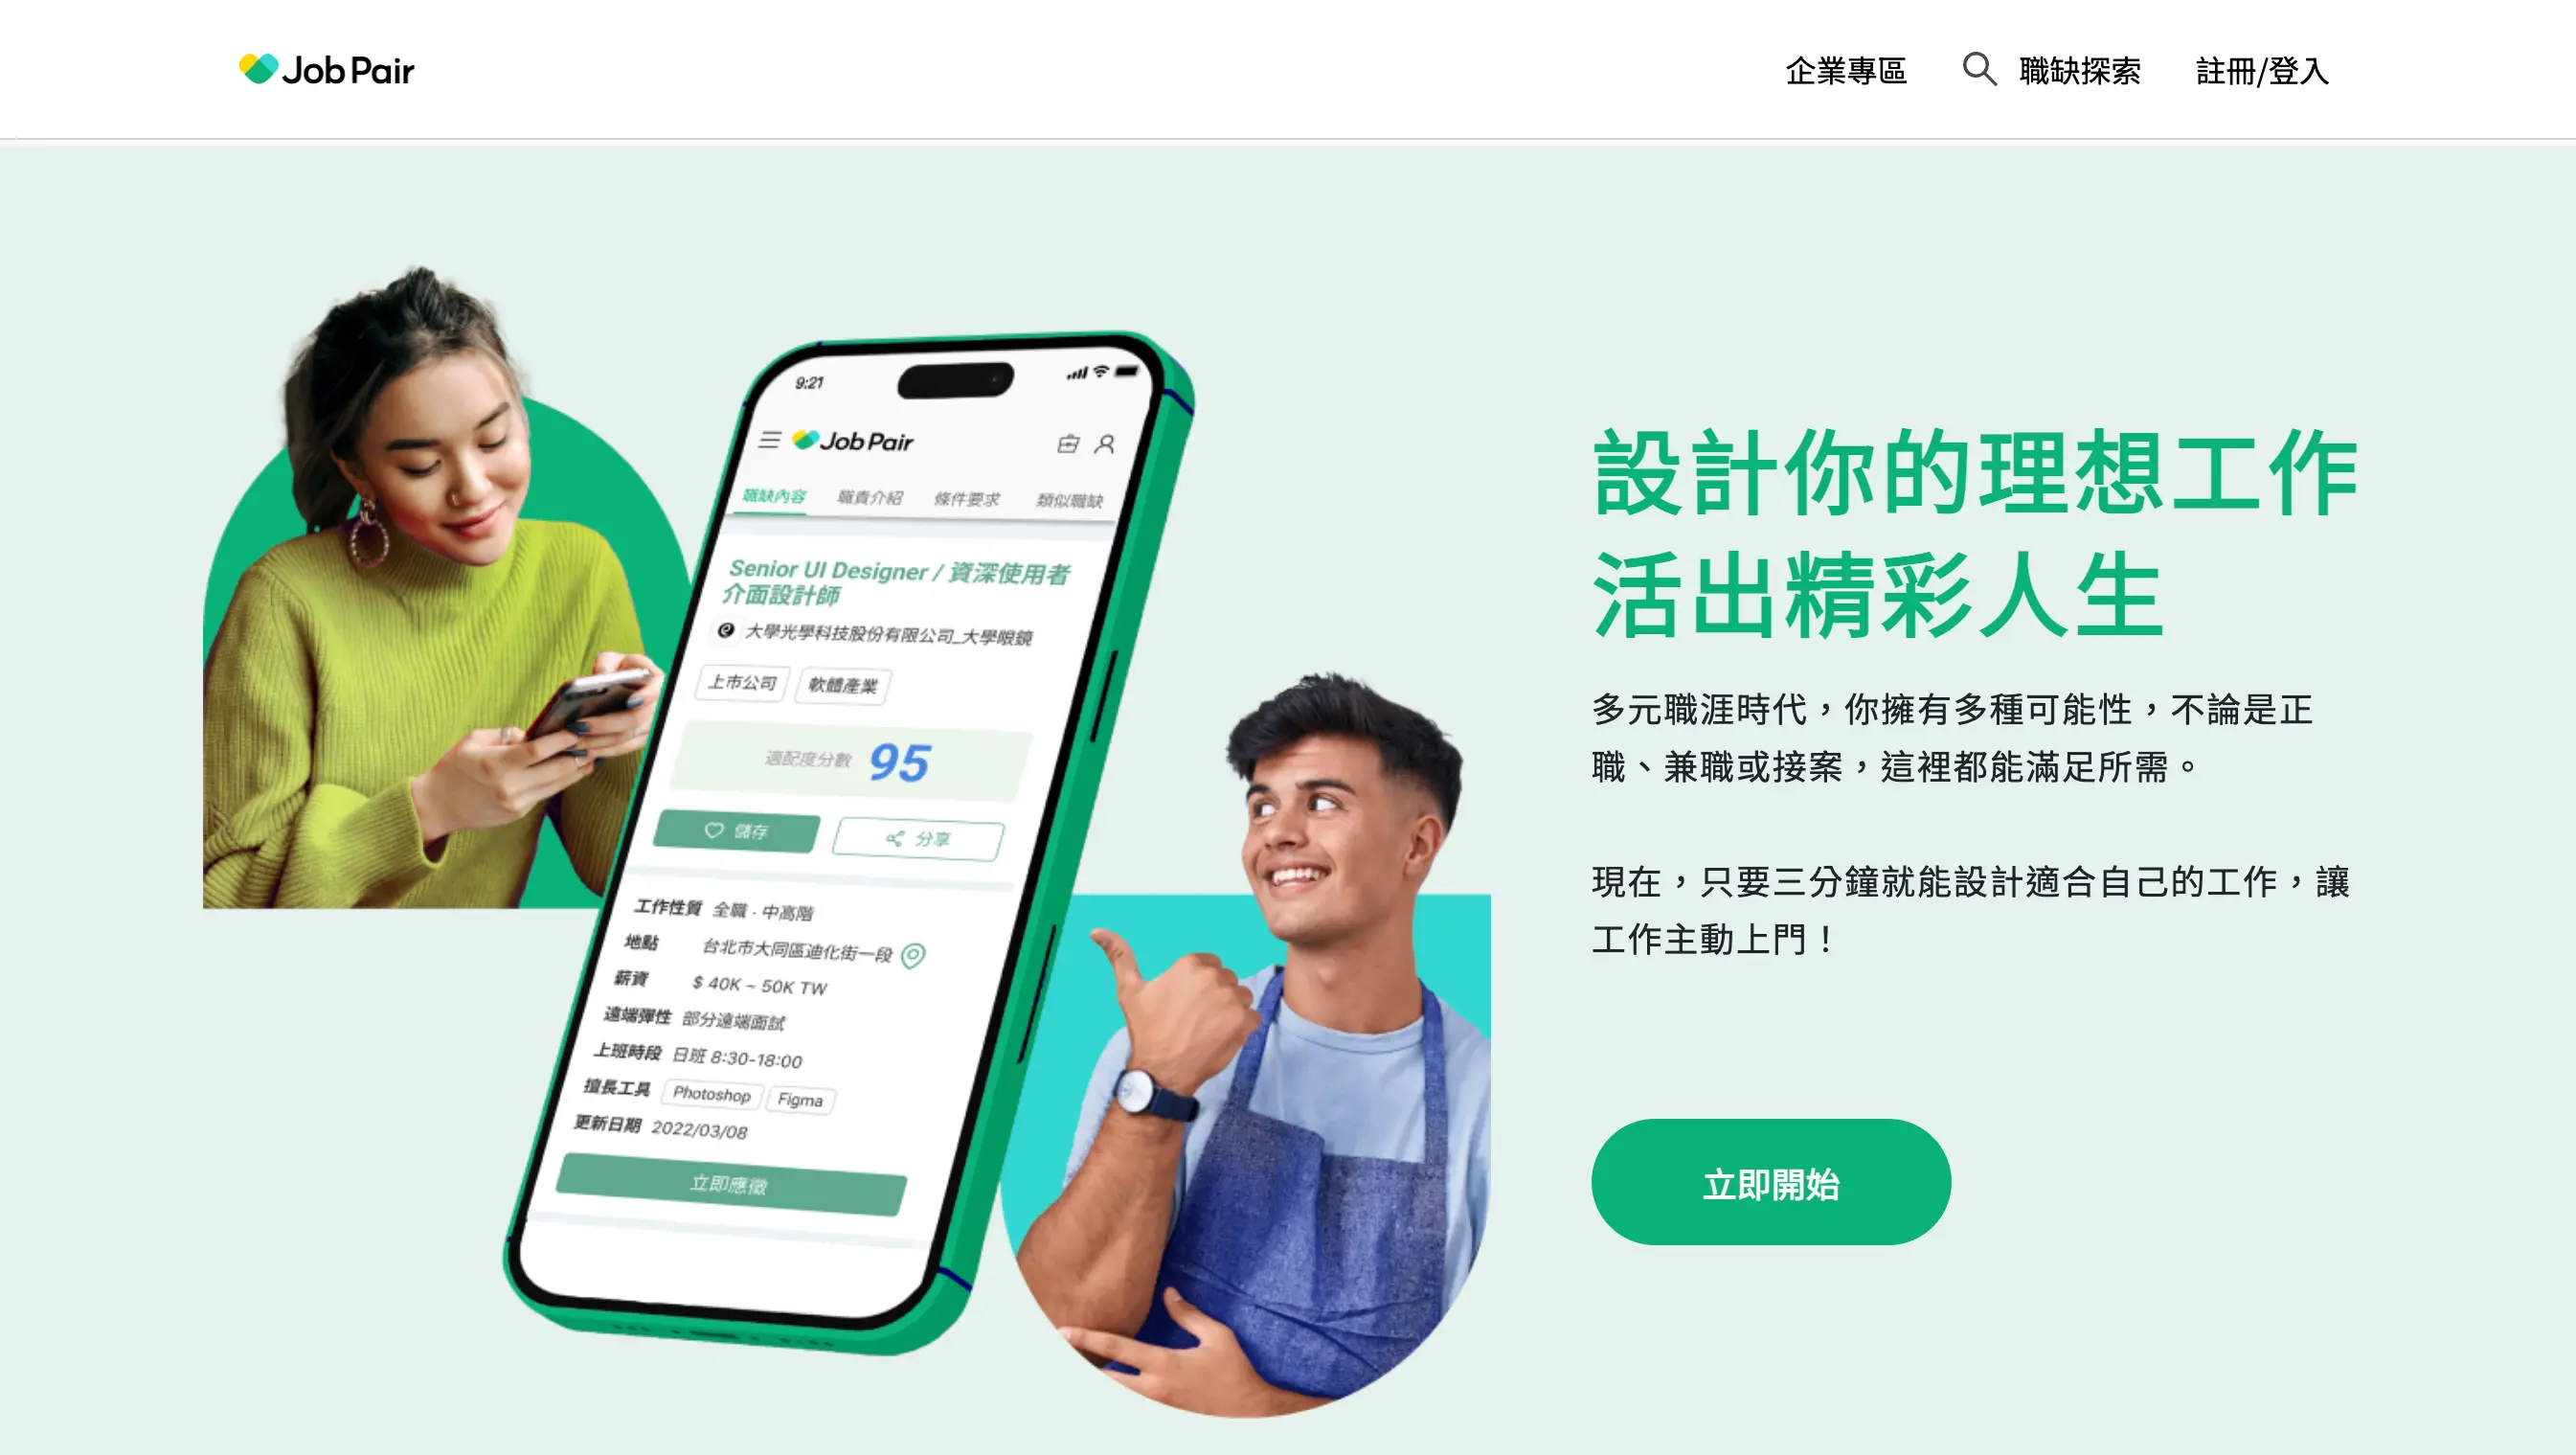 Job Pair
企業專區
職缺探索
註冊/登入
9:21
Job Pair
職缺內容 職責介紹 條件要求 類似職缺
Senior UI Designer / 資深使用者
介面設計師
大學光學科技股份有限公司_大學眼鏡
上市公司 軟體產業
適配度分數 95
儲存 分享
工作性質 全職 · 中高階
地點 台北市大同區迪化街一段
薪資 $ 40K ~ 50K TW
遠端彈性 部分遠端面試
上班時段 日班 8:30-18:00
擅長工具 Photoshop Figma
更新日期 2022/03/08
立即應徵
設計你的理想工作
活出精彩人生
多元職涯時代，你擁有多種可能性，不論是正
職、兼職或接案，這裡都能滿足所需。
現在，只要三分鐘就能設計適合自己的工作，讓
工作主動上門！
立即開始